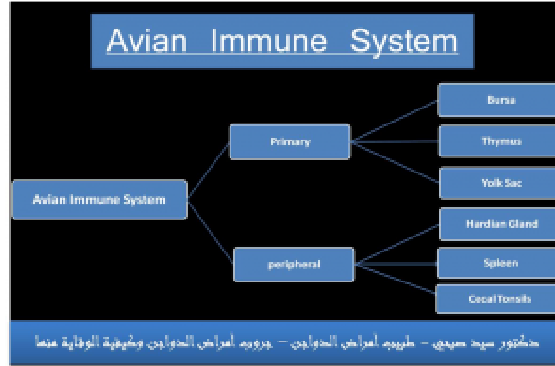 Avian Immune System
Bursa
Primary
Thymus
Yolk Sac
Avian Immune System
Hardian Gland
peripheral
Spleen
Cecal Tonsils
دكتور سيد صبحي – طبيب أمراض الدواجن – جروب أمراض الدواجن وكيفية الوقاية منها